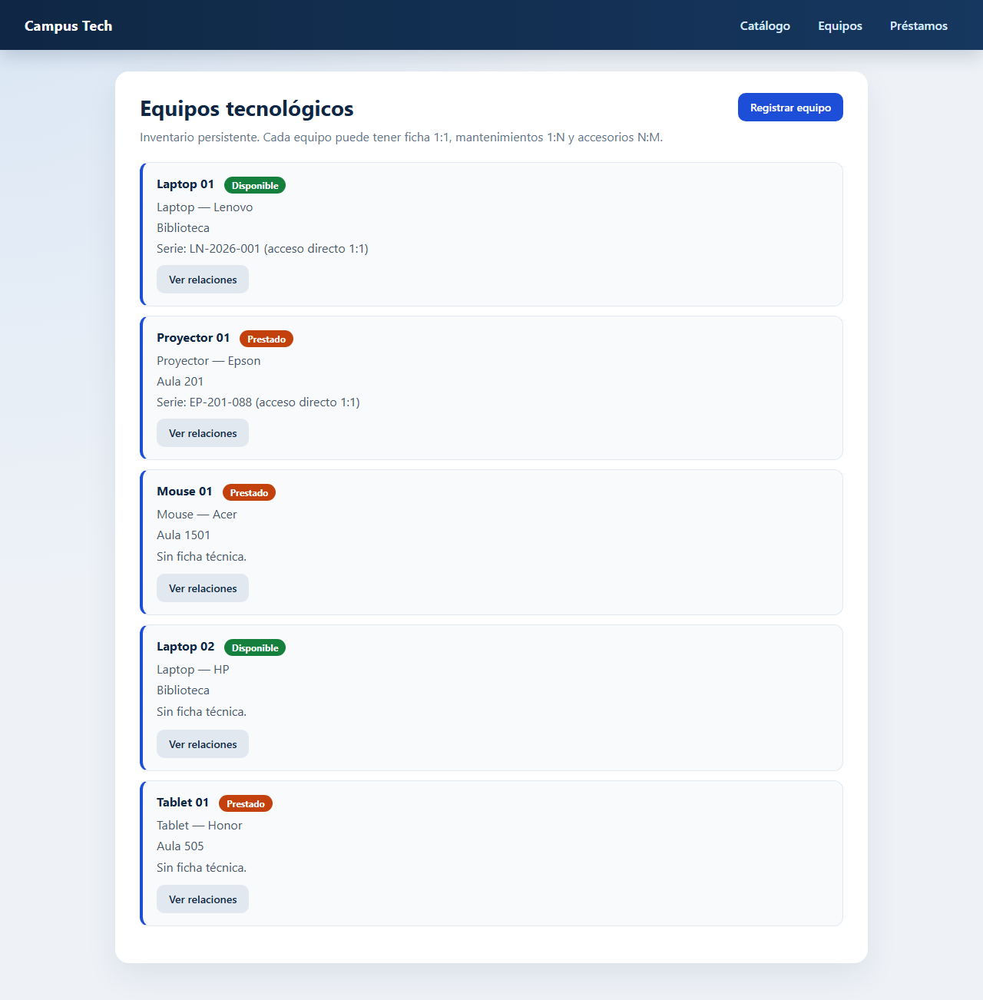 Campus Tech
Catálogo Equipos Préstamos
Equipos tecnológicos
Registrar equipo
Inventario persistente. Cada equipo puede tener ficha 1:1, mantenimientos 1:N y accesorios N:M.
Laptop 01 Disponible
Laptop — Lenovo
Biblioteca
Serie: LN-2026-001 (acceso directo 1:1)
Ver relaciones
Proyector 01 Prestado
Proyector — Epson
Aula 201
Serie: EP-201-088 (acceso directo 1:1)
Ver relaciones
Mouse 01 Prestado
Mouse — Acer
Aula 1501
Sin ficha técnica.
Ver relaciones
Laptop 02 Disponible
Laptop — HP
Biblioteca
Sin ficha técnica.
Ver relaciones
Tablet 01 Prestado
Tablet — Honor
Aula 505
Sin ficha técnica.
Ver relaciones